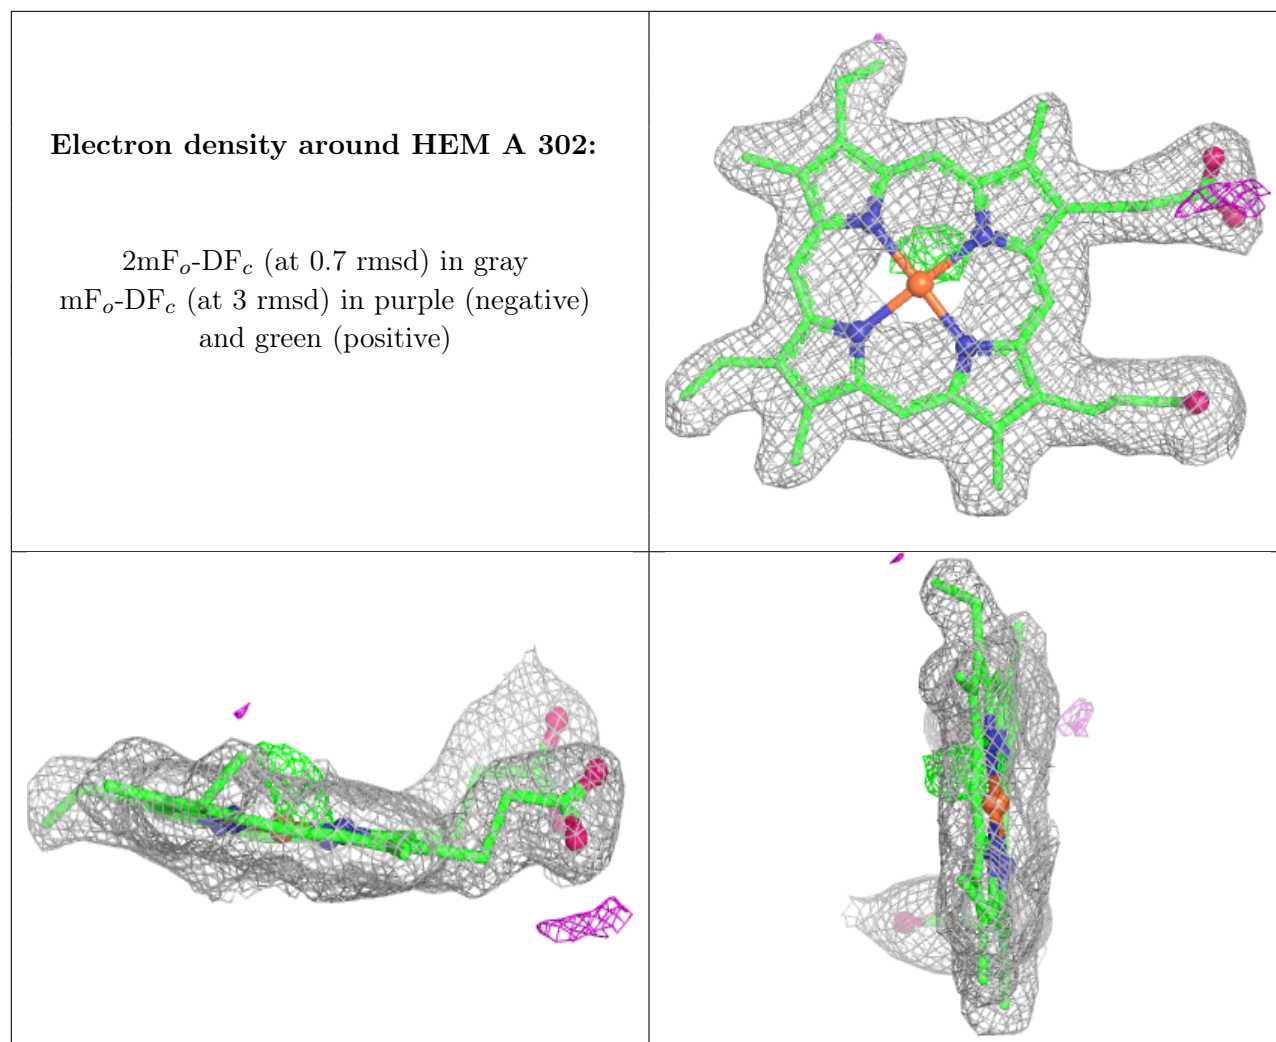 Electron density around HEM A 302:
2mFo-DFc (at 0.7 rmsd) in gray
mFo-DFc (at 3 rmsd) in purple (negative)
and green (positive)